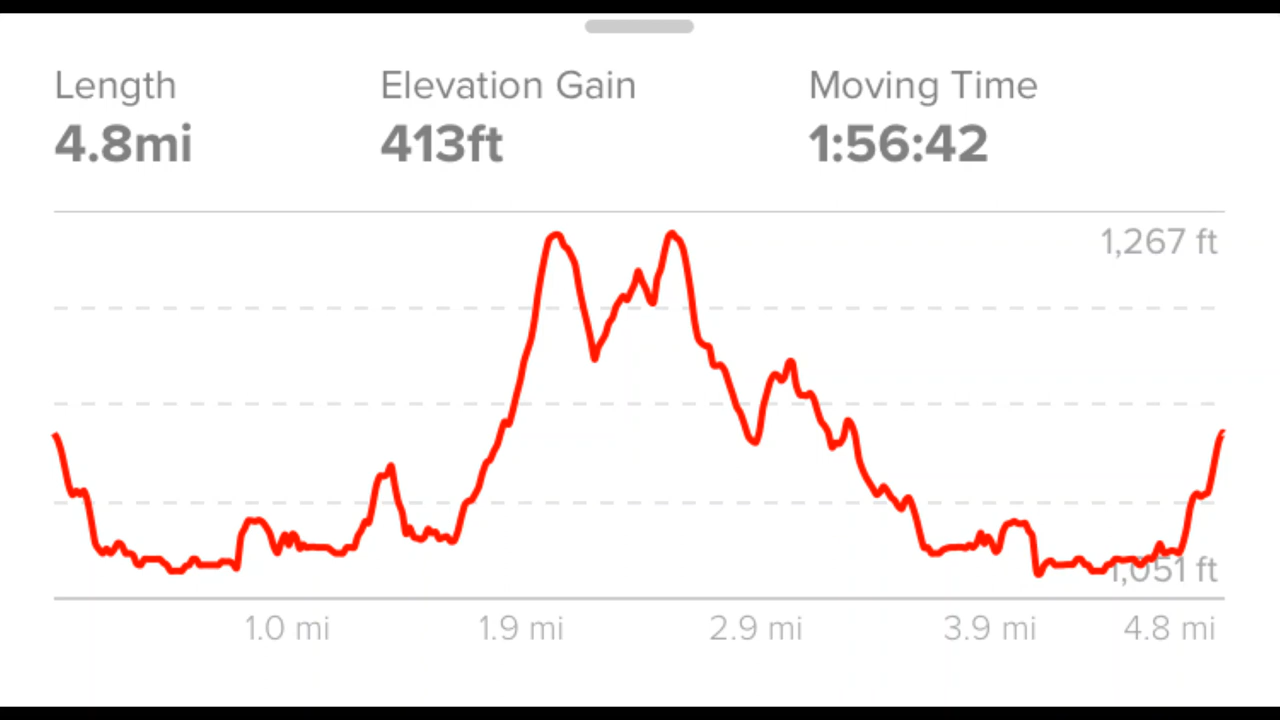 Length Elevation Gain Moving Time
4.8mi 413ft 1:56:42
1,267 ft
1,051 ft
1.0 mi 1.9 mi 2.9 mi 3.9 mi 4.8 mi